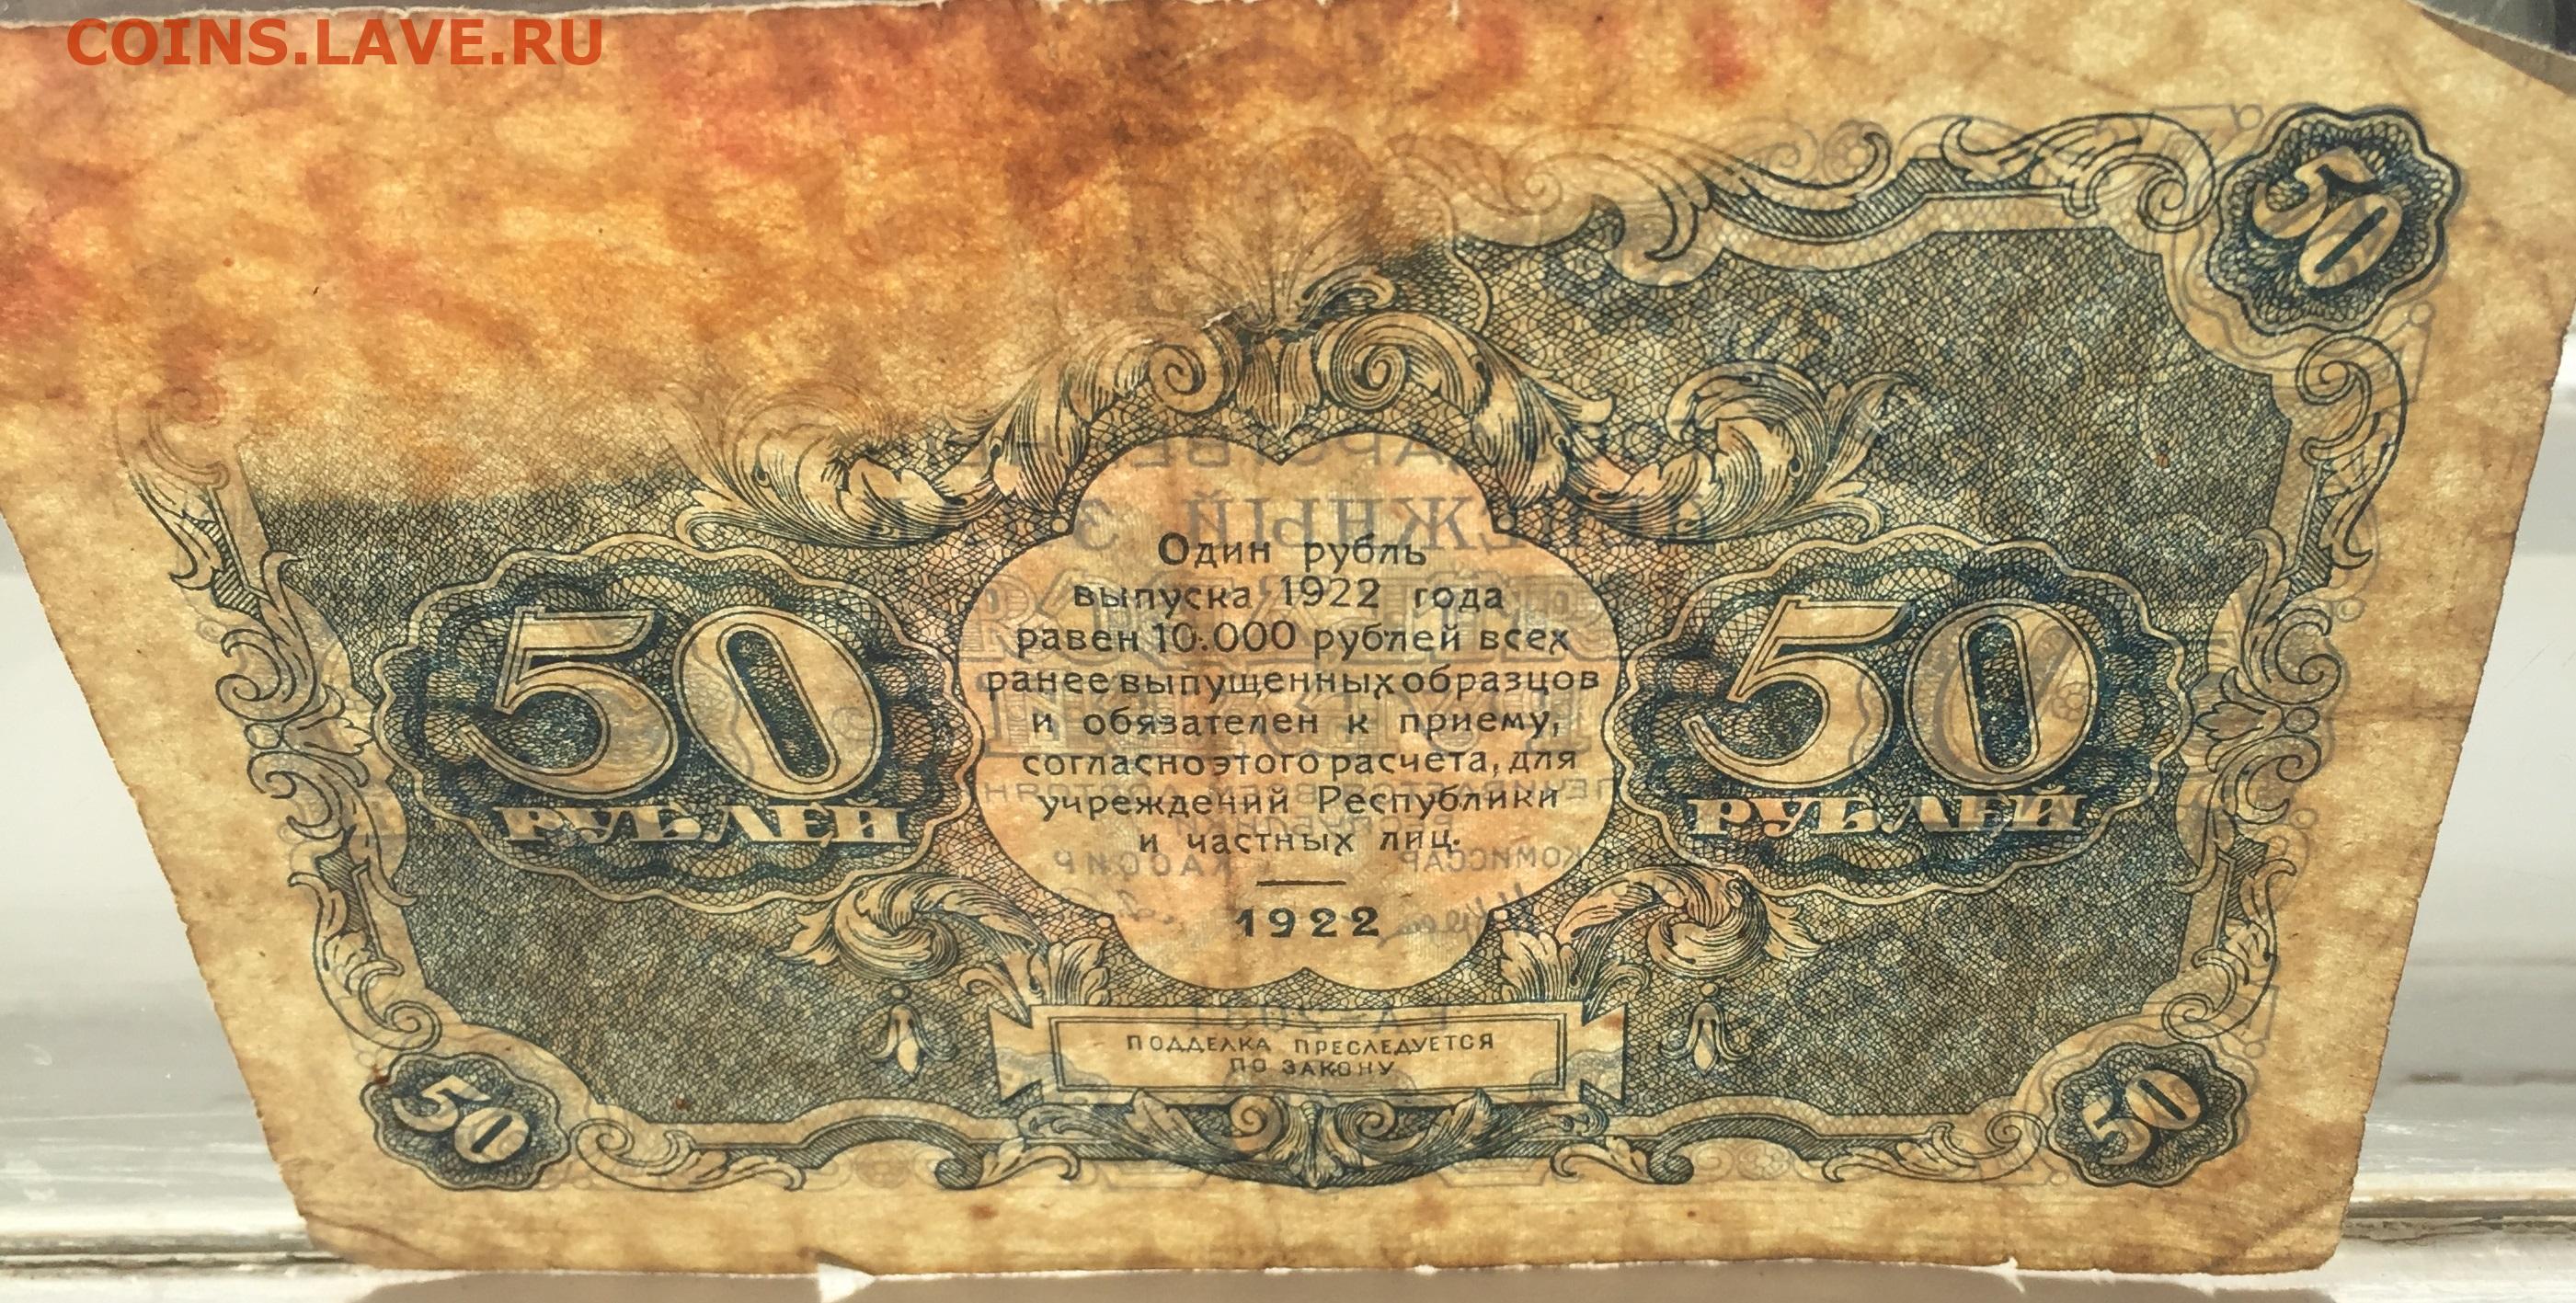 COINS.LAVE.RU
50
Один рубль
выпуска 1922 года
равен 10.000 рублей всех
ранее выпущенных образцов
и обязателен к приему,
согласно этого расчета, для
учреждений Республики
и частных лиц.
1922
50
РУБЛЕЙ
50
РУБЛЕЙ
ПОДДЕЛКА ПРЕСЛЕДУЕТСЯ
ПО ЗАКОНУ
50
50